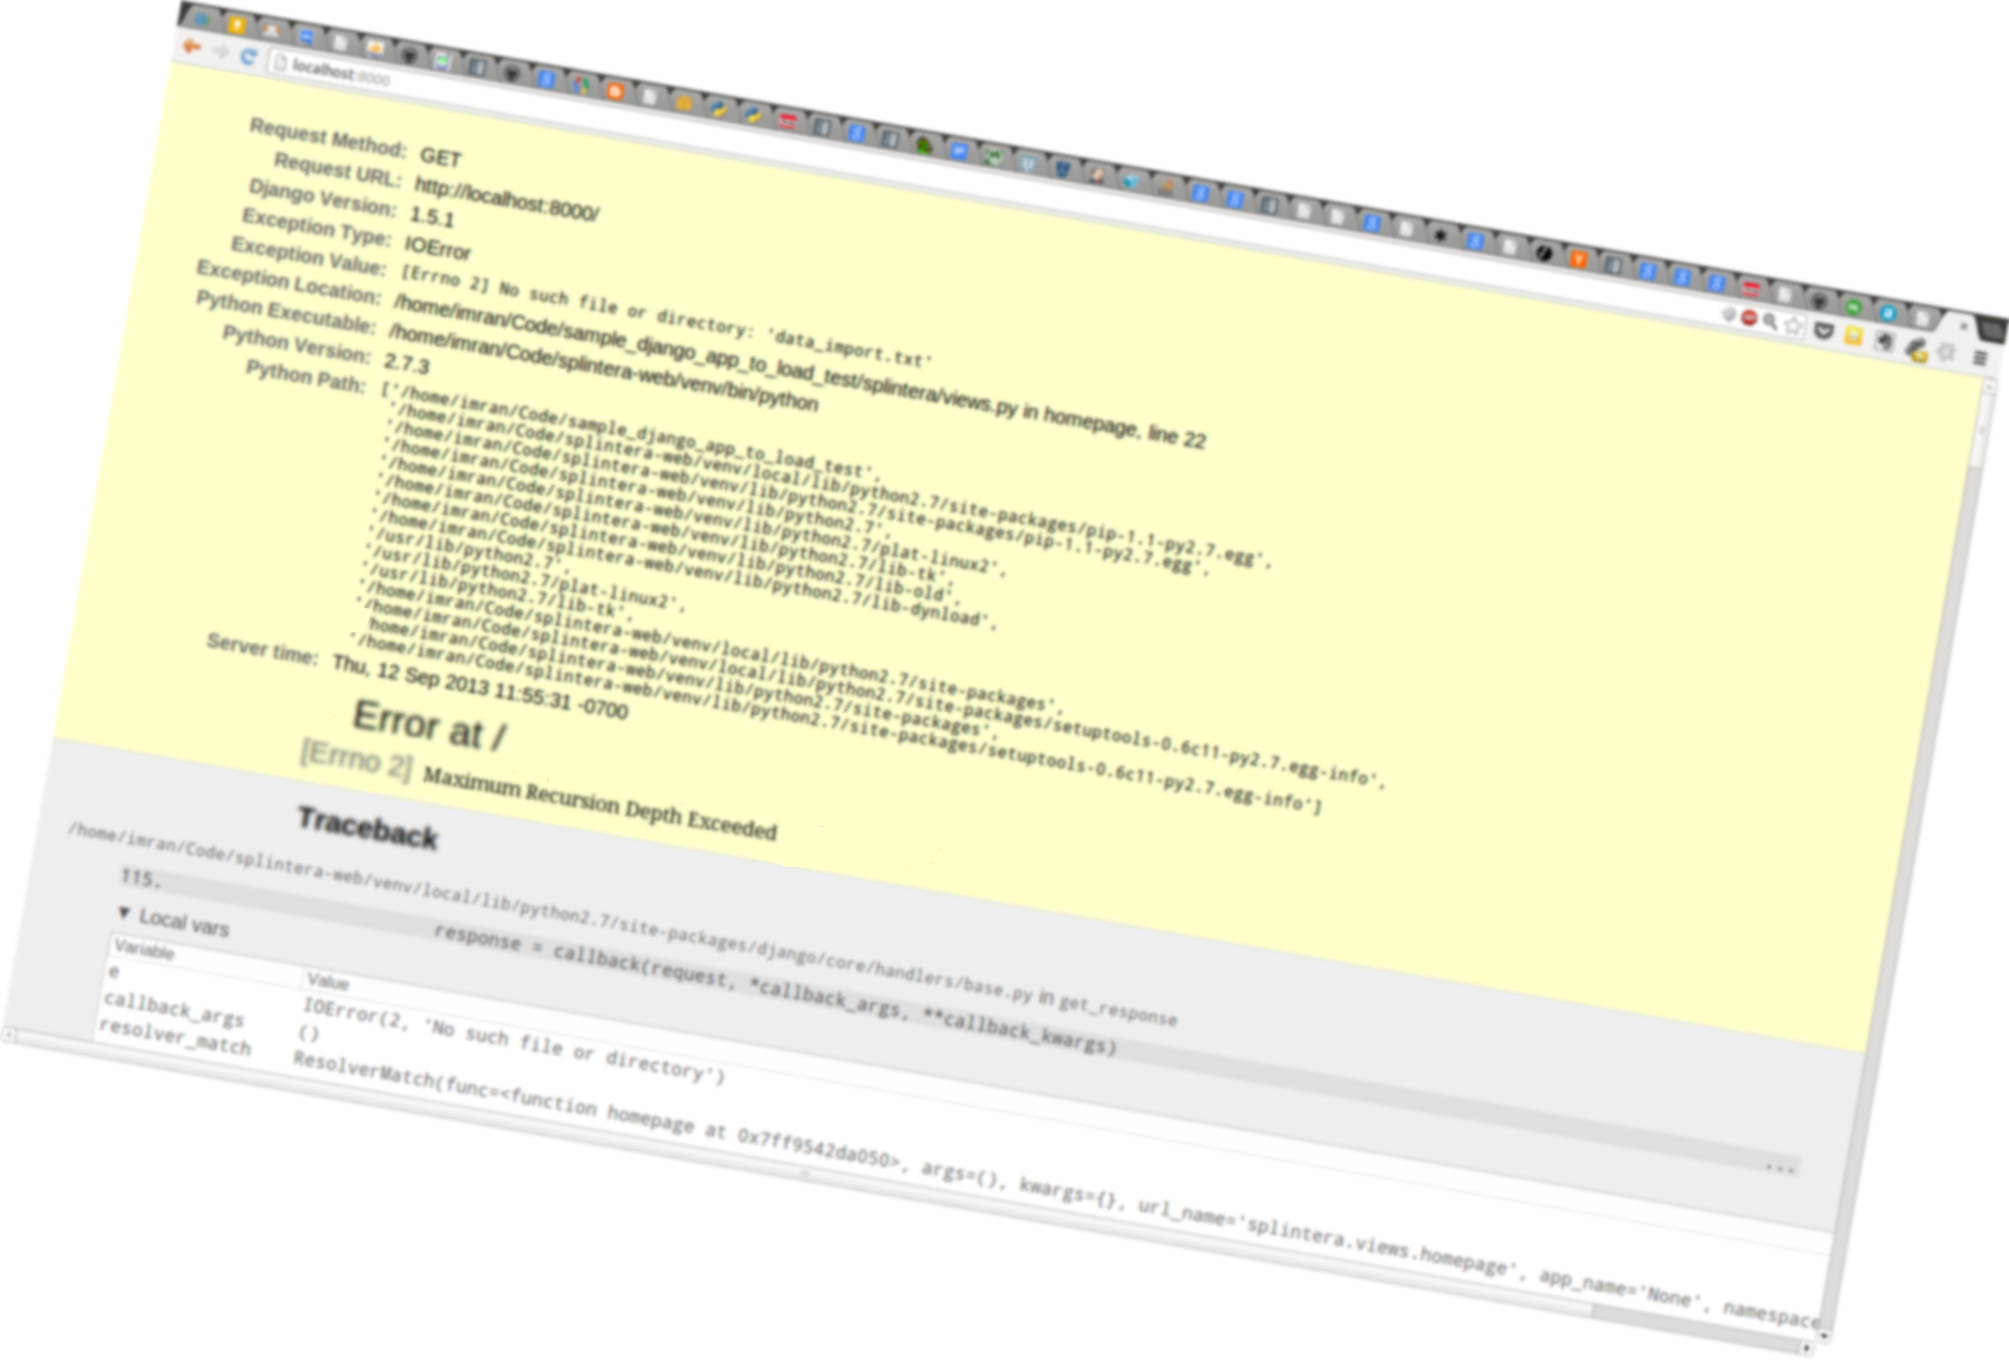 localhost:8000
Request Method: GET
Request URL: http://localhost:8000/
Django Version: 1.5.1
Exception Type: IOError
Exception Value: [Errno 2] No such file or directory: 'data_import.txt'
Exception Location: /home/imran/Code/sample_django_app_to_load_test/splintera/views.py in homepage, line 22
Python Executable: /home/imran/Code/splintera-web/venv/bin/python
Python Version: 2.7.3
Python Path: ['/home/imran/Code/sample_django_app_to_load_test',
'/home/imran/Code/splintera-web/venv/local/lib/python2.7/site-packages/pip-1.1-py2.7.egg',
'/home/imran/Code/splintera-web/venv/lib/python2.7/site-packages/pip-1.1-py2.7.egg',
'/home/imran/Code/splintera-web/venv/lib/python2.7',
'/home/imran/Code/splintera-web/venv/lib/python2.7/plat-linux2',
'/home/imran/Code/splintera-web/venv/lib/python2.7/lib-tk',
'/home/imran/Code/splintera-web/venv/lib/python2.7/lib-old',
'/home/imran/Code/splintera-web/venv/lib/python2.7/lib-dynload',
'/usr/lib/python2.7',
'/usr/lib/python2.7/plat-linux2',
'/usr/lib/python2.7/lib-tk',
'/home/imran/Code/splintera-web/venv/local/lib/python2.7/site-packages',
'/home/imran/Code/splintera-web/venv/local/lib/python2.7/site-packages/setuptools-0.6c11-py2.7.egg-info',
home/imran/Code/splintera-web/venv/lib/python2.7/site-packages',
'/home/imran/Code/splintera-web/venv/lib/python2.7/site-packages/setuptools-0.6c11-py2.7.egg-info']
Server time: Thu, 12 Sep 2013 11:55:31 -0700
Error at /
[Errno 2] Maximum Recursion Depth Exceeded
Traceback
/home/imran/Code/splintera-web/venv/local/lib/python2.7/site-packages/django/core/handlers/base.py in get_response
115. response = callback(request, *callback_args, **callback_kwargs) ...
▼ Local vars
Variable Value
e IOError(2, 'No such file or directory')
callback_args ()
resolver_match ResolverMatch(func=<function homepage at 0x7ff9542da050>, args=(), kwargs={}, url_name='splintera.views.homepage', app_name='None', namespace